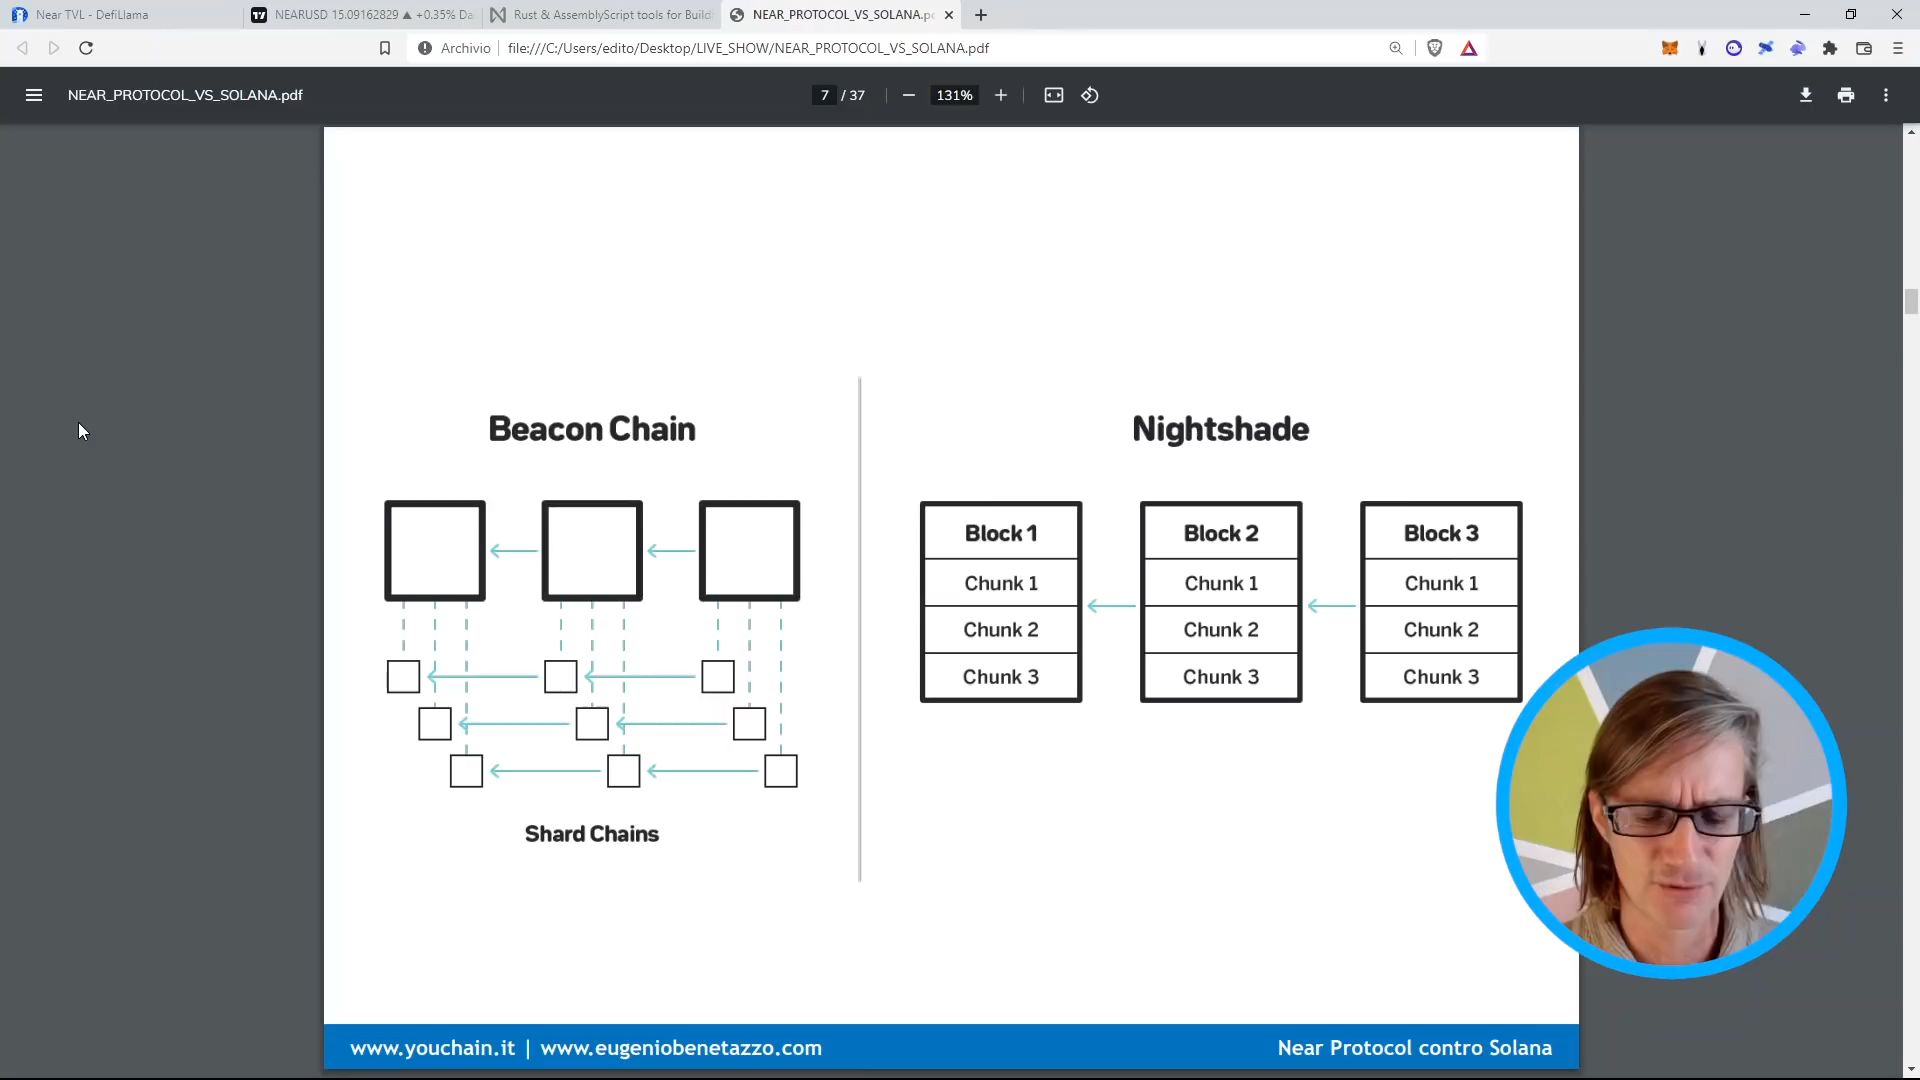 Near TVL - DefiLlama
NEARUSD 15.09162829 ▲ +0.35% Da
Rust & AssemblyScript tools for Build
NEAR_PROTOCOL_VS_SOLANA.p
Archivio
file:///C:/Users/edito/Desktop/LIVE_SHOW/NEAR_PROTOCOL_VS_SOLANA.pdf
NEAR_PROTOCOL_VS_SOLANA.pdf
7 / 37
131%
Beacon Chain
Shard Chains
Nightshade
Block 1
Chunk 1
Chunk 2
Chunk 3
Block 2
Chunk 1
Chunk 2
Chunk 3
Block 3
Chunk 1
Chunk 2
Chunk 3
www.youchain.it | www.eugeniobenetazzo.com
Near Protocol contro Solana